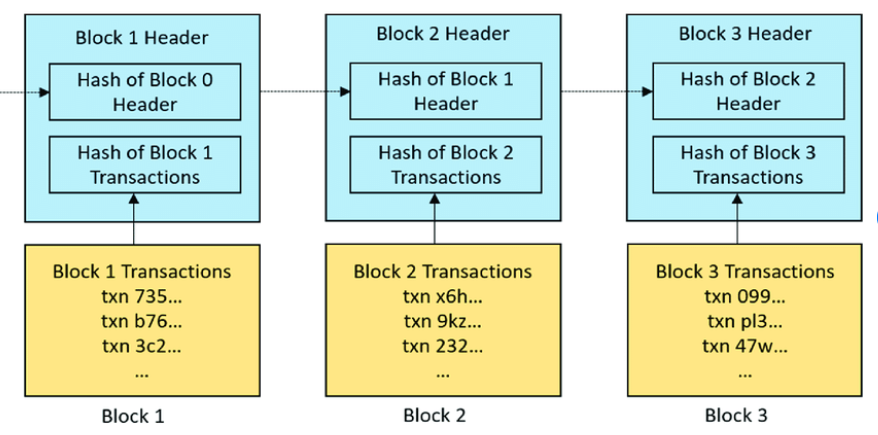 Block 1 Header
Hash of Block 0
Header
Hash of Block 1
Transactions
Block 1 Transactions
txn 735...
txn b76...
txn 3c2...
...
Block 1
Block 2 Header
Hash of Block 1
Header
Hash of Block 2
Transactions
Block 2 Transactions
txn x6h...
txn 9kz...
txn 232...
...
Block 2
Block 3 Header
Hash of Block 2
Header
Hash of Block 3
Transactions
Block 3 Transactions
txn 099...
txn pl3...
txn 47w...
...
Block 3